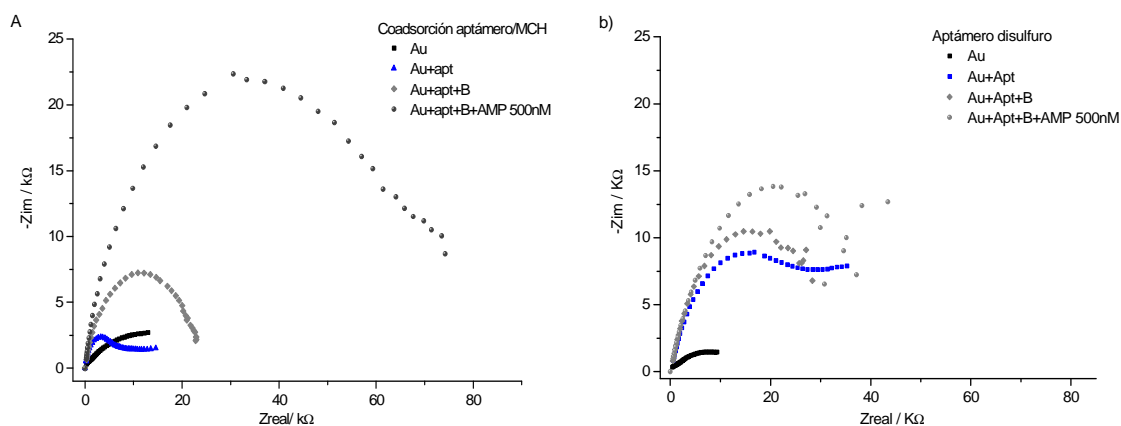 A
Coadsorción aptámero/MCH
Au
Au+apt
Au+apt+B
Au+apt+B+AMP 500nM
25
20
15
10
5
0
-Zim / kΩ
0 20 40 60 80
Zreal/ kΩ
b)
Aptámero disulfuro
Au
Au+Apt
Au+Apt+B
Au+Apt+B+AMP 500nM
25
20
15
10
5
0
-Zim / KΩ
0 20 40 60 80
Zreal / KΩ